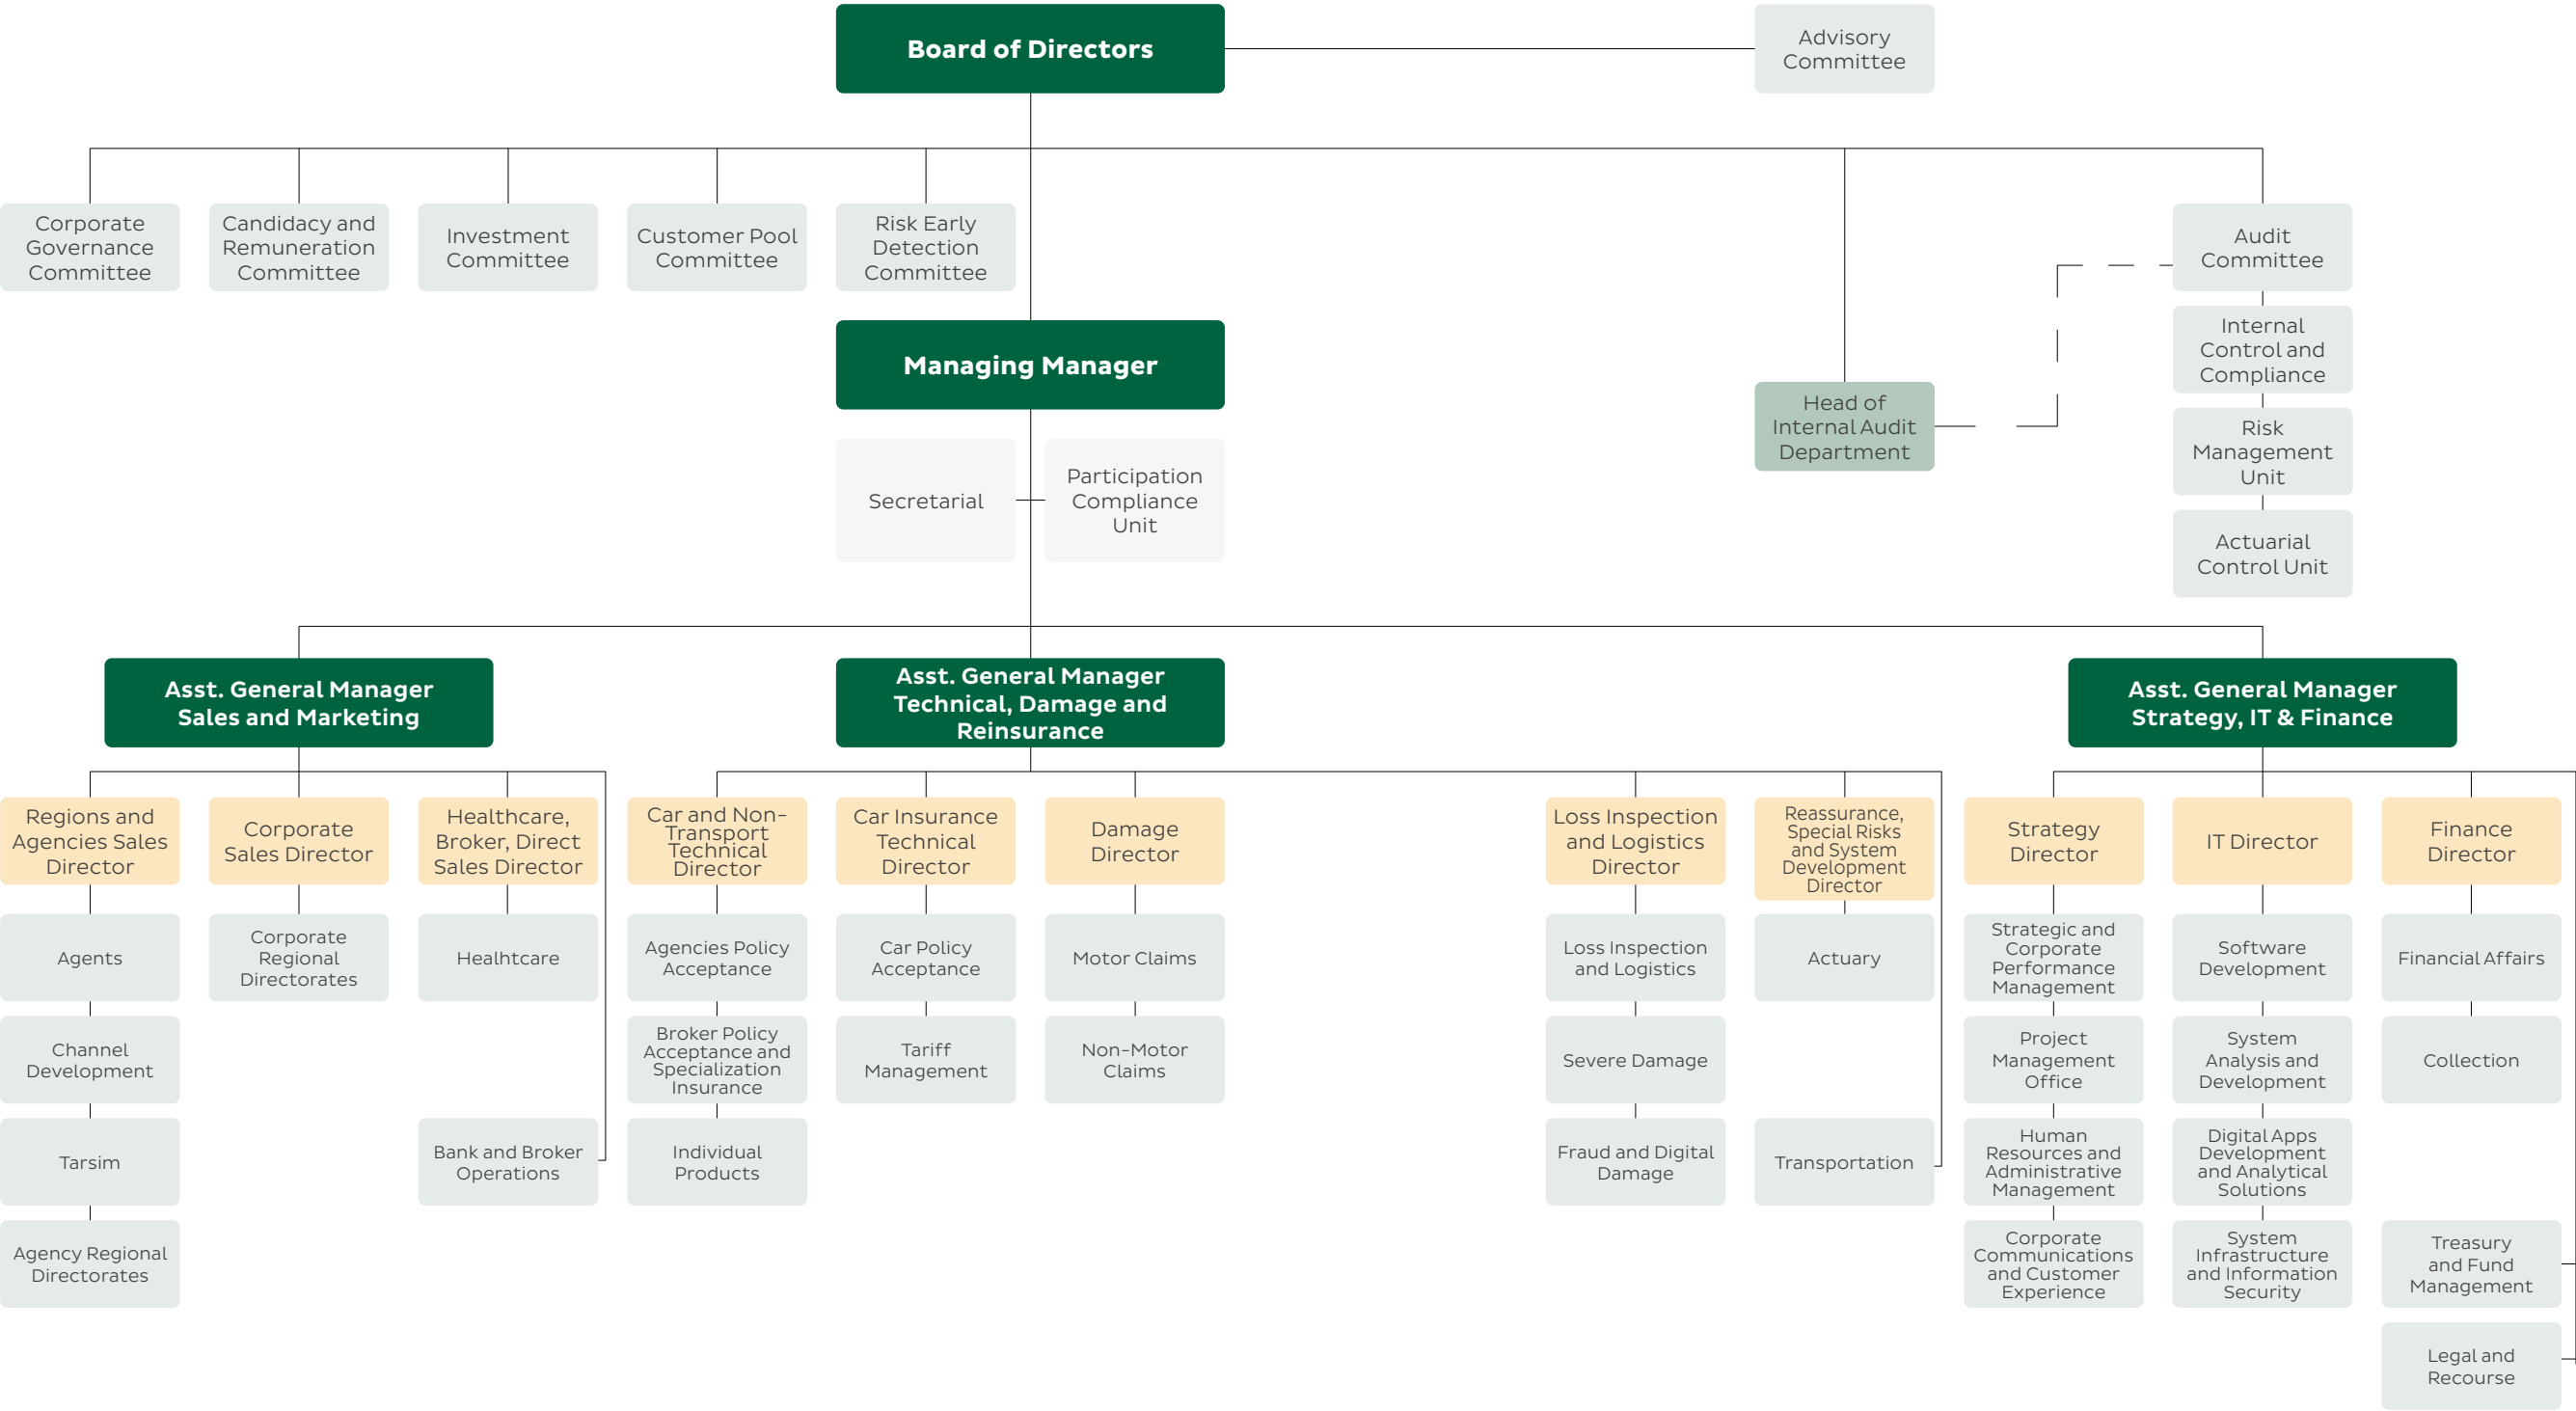 Board of Directors
Advisory
Committee
Corporate
Governance
Committee
Candidacy and
Remuneration
Committee
Investment
Committee
Customer Pool
Committee
Risk Early
Detection
Committee
Audit
Committee
Internal
Control and
Compliance
Managing Manager
Head of
Internal Audit
Department
Risk
Management
Unit
Secretarial
Participation
Compliance
Unit
Actuarial
Control Unit
Asst. General Manager
Sales and Marketing
Asst. General Manager
Technical, Damage and
Reinsurance
Asst. General Manager
Strategy, IT & Finance
Regions and
Agencies Sales
Director
Corporate
Sales Director
Healthcare,
Broker, Direct
Sales Director
Car and Non-
Transport
Technical
Director
Car Insurance
Technical
Director
Damage
Director
Loss Inspection
and Logistics
Director
Reassurance,
Special Risks
and System
Development
Director
Strategy
Director
IT Director
Finance
Director
Agents
Corporate
Regional
Directorates
Healhtcare
Agencies Policy
Acceptance
Car Policy
Acceptance
Motor Claims
Loss Inspection
and Logistics
Actuary
Strategic and
Corporate
Performance
Management
Software
Development
Financial Affairs
Channel
Development
Broker Policy
Acceptance and
Specialization
Insurance
Tariff
Management
Non-Motor
Claims
Severe Damage
Project
Management
Office
System
Analysis and
Development
Collection
Tarsim
Bank and Broker
Operations
Individual
Products
Fraud and Digital
Damage
Transportation
Human
Resources and
Administrative
Management
Digital Apps
Development
and Analytical
Solutions
Agency Regional
Directorates
Corporate
Communications
and Customer
Experience
System
Infrastructure
and Information
Security
Treasury
and Fund
Management
Legal and
Recourse